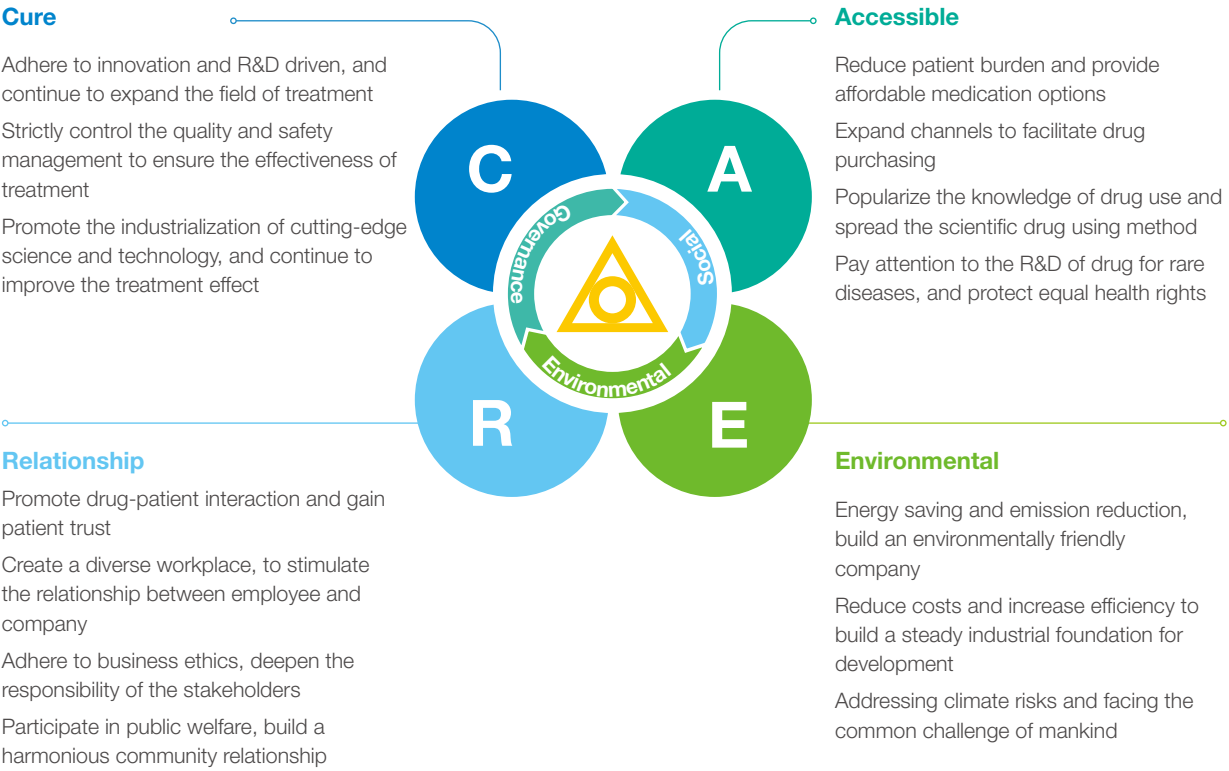 Cure
Adhere to innovation and R&D driven, and
continue to expand the field of treatment
Strictly control the quality and safety
management to ensure the effectiveness of
treatment
Promote the industrialization of cutting-edge
science and technology, and continue to
improve the treatment effect
Accessible
Reduce patient burden and provide
affordable medication options
Expand channels to facilitate drug
purchasing
Popularize the knowledge of drug use and
spread the scientific drug using method
Pay attention to the R&D of drug for rare
diseases, and protect equal health rights
C
A
R
E
Governance
Social
Environmental
Relationship
Promote drug-patient interaction and gain
patient trust
Create a diverse workplace, to stimulate
the relationship between employee and
company
Adhere to business ethics, deepen the
responsibility of the stakeholders
Participate in public welfare, build a
harmonious community relationship
Environmental
Energy saving and emission reduction,
build an environmentally friendly
company
Reduce costs and increase efficiency to
build a steady industrial foundation for
development
Addressing climate risks and facing the
common challenge of mankind